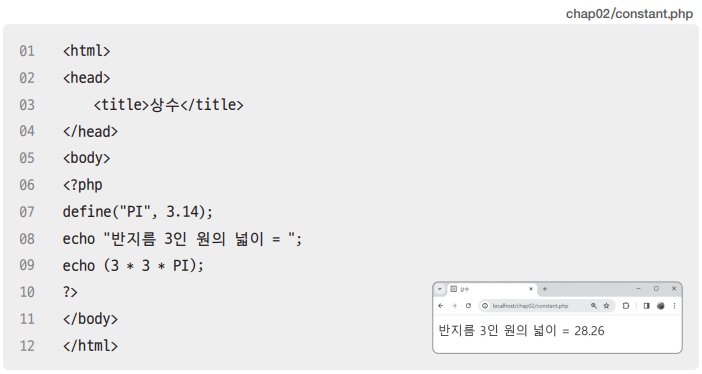 chap02/constant.php
01 <html>
02 <head>
03 <title>상수</title>
04 </head>
05 <body>
06 <?php
07 define("PI", 3.14);
08 echo "반지름 3인 원의 넓이 = ";
09 echo (3 * 3 * PI);
10 ?>
11 </body>
12 </html>
상수
localhost/chap02/constant.php
반지름 3인 원의 넓이 = 28.26